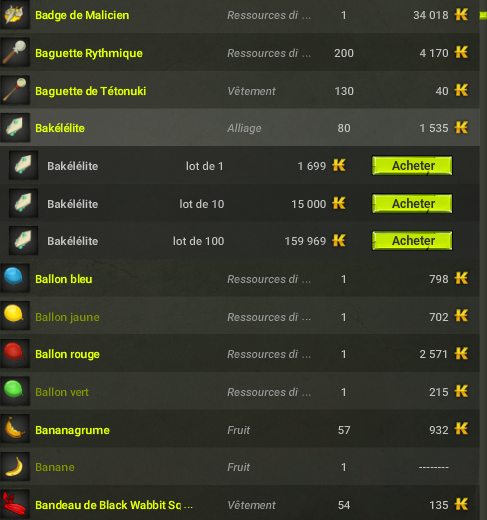 Badge de Malicien Ressources di ... 1 34 018
Baguette Rythmique Ressources di ... 200 4 170
Baguette de Tétonuki Vêtement 130 40
Bakélélite Alliage 80 1 535
Bakélélite lot de 1 1 699 Acheter
Bakélélite lot de 10 15 000 Acheter
Bakélélite lot de 100 159 969 Acheter
Ballon bleu Ressources di ... 1 798
Ballon jaune Ressources di ... 1 702
Ballon rouge Ressources di ... 1 2 571
Ballon vert Ressources di ... 1 215
Bananagrume Fruit 57 932
Banane Fruit 1 --------
Bandeau de Black Wabbit Sq ... Vêtement 54 135